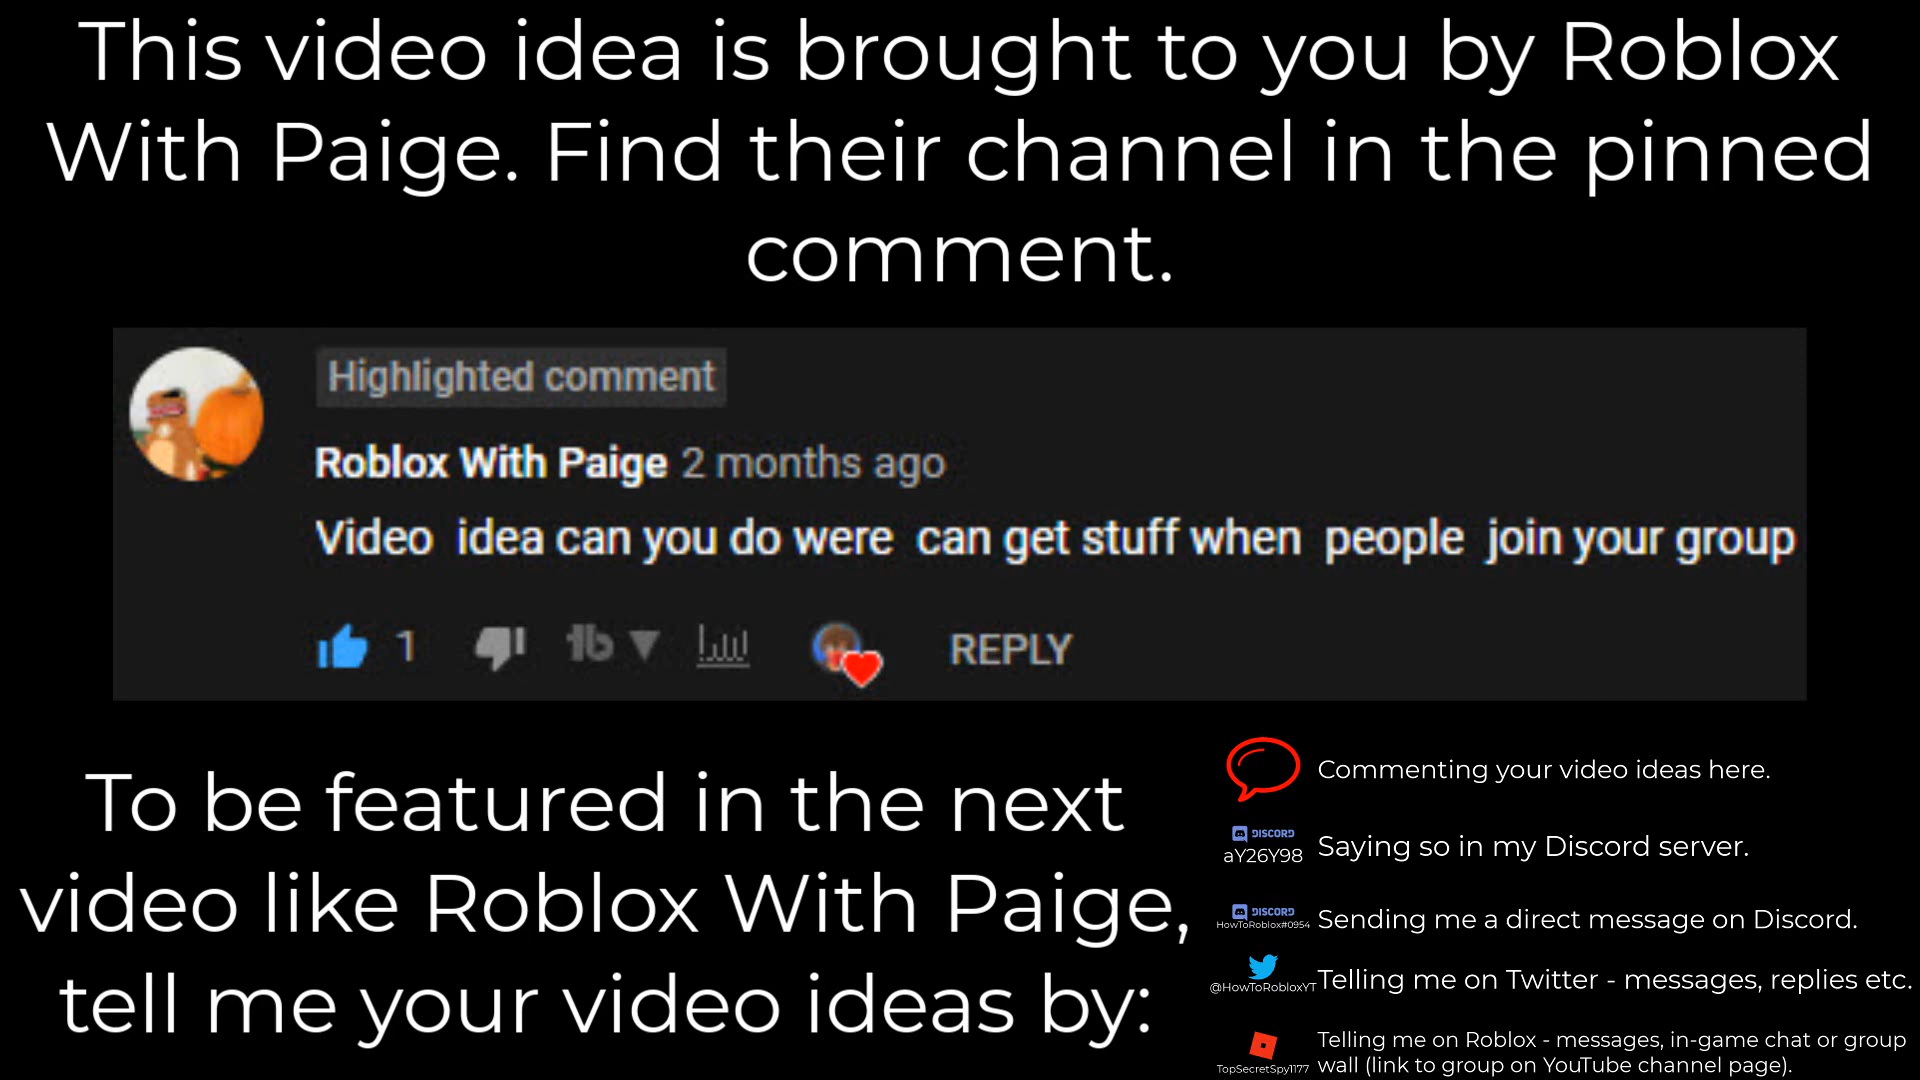 This video idea is brought to you by Roblox
With Paige. Find their channel in the pinned
comment.
Highlighted comment
Roblox With Paige 2 months ago
Video idea can you do were can get stuff when people join your group
1
REPLY
To be featured in the next
video like Roblox With Paige,
tell me your video ideas by:
Commenting your video ideas here.
DISCORD
aY26Y98
Saying so in my Discord server.
DISCORD
HowToRoblox#0954
Sending me a direct message on Discord.
@HowToRobloxYT
Telling me on Twitter - messages, replies etc.
TopSecretSpy1177
Telling me on Roblox - messages, in-game chat or group
wall (link to group on YouTube channel page).